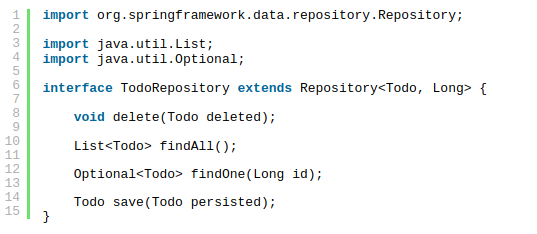 1 import org.springframework.data.repository.Repository;
2
3 import java.util.List;
4 import java.util.Optional;
5
6 interface TodoRepository extends Repository<Todo, Long> {
7
8     void delete(Todo deleted);
9
10     List<Todo> findAll();
11
12     Optional<Todo> findOne(Long id);
13
14     Todo save(Todo persisted);
15 }